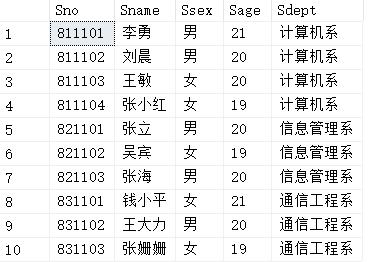 Sno Sname Ssex Sage Sdept
1 811101 李勇 男 21 计算机系
2 811102 刘晨 男 20 计算机系
3 811103 王敏 女 20 计算机系
4 811104 张小红 女 19 计算机系
5 821101 张立 男 20 信息管理系
6 821102 吴宾 女 19 信息管理系
7 821103 张海 男 20 信息管理系
8 831101 钱小平 女 21 通信工程系
9 831102 王大力 男 20 通信工程系
10 831103 张姗姗 女 19 通信工程系